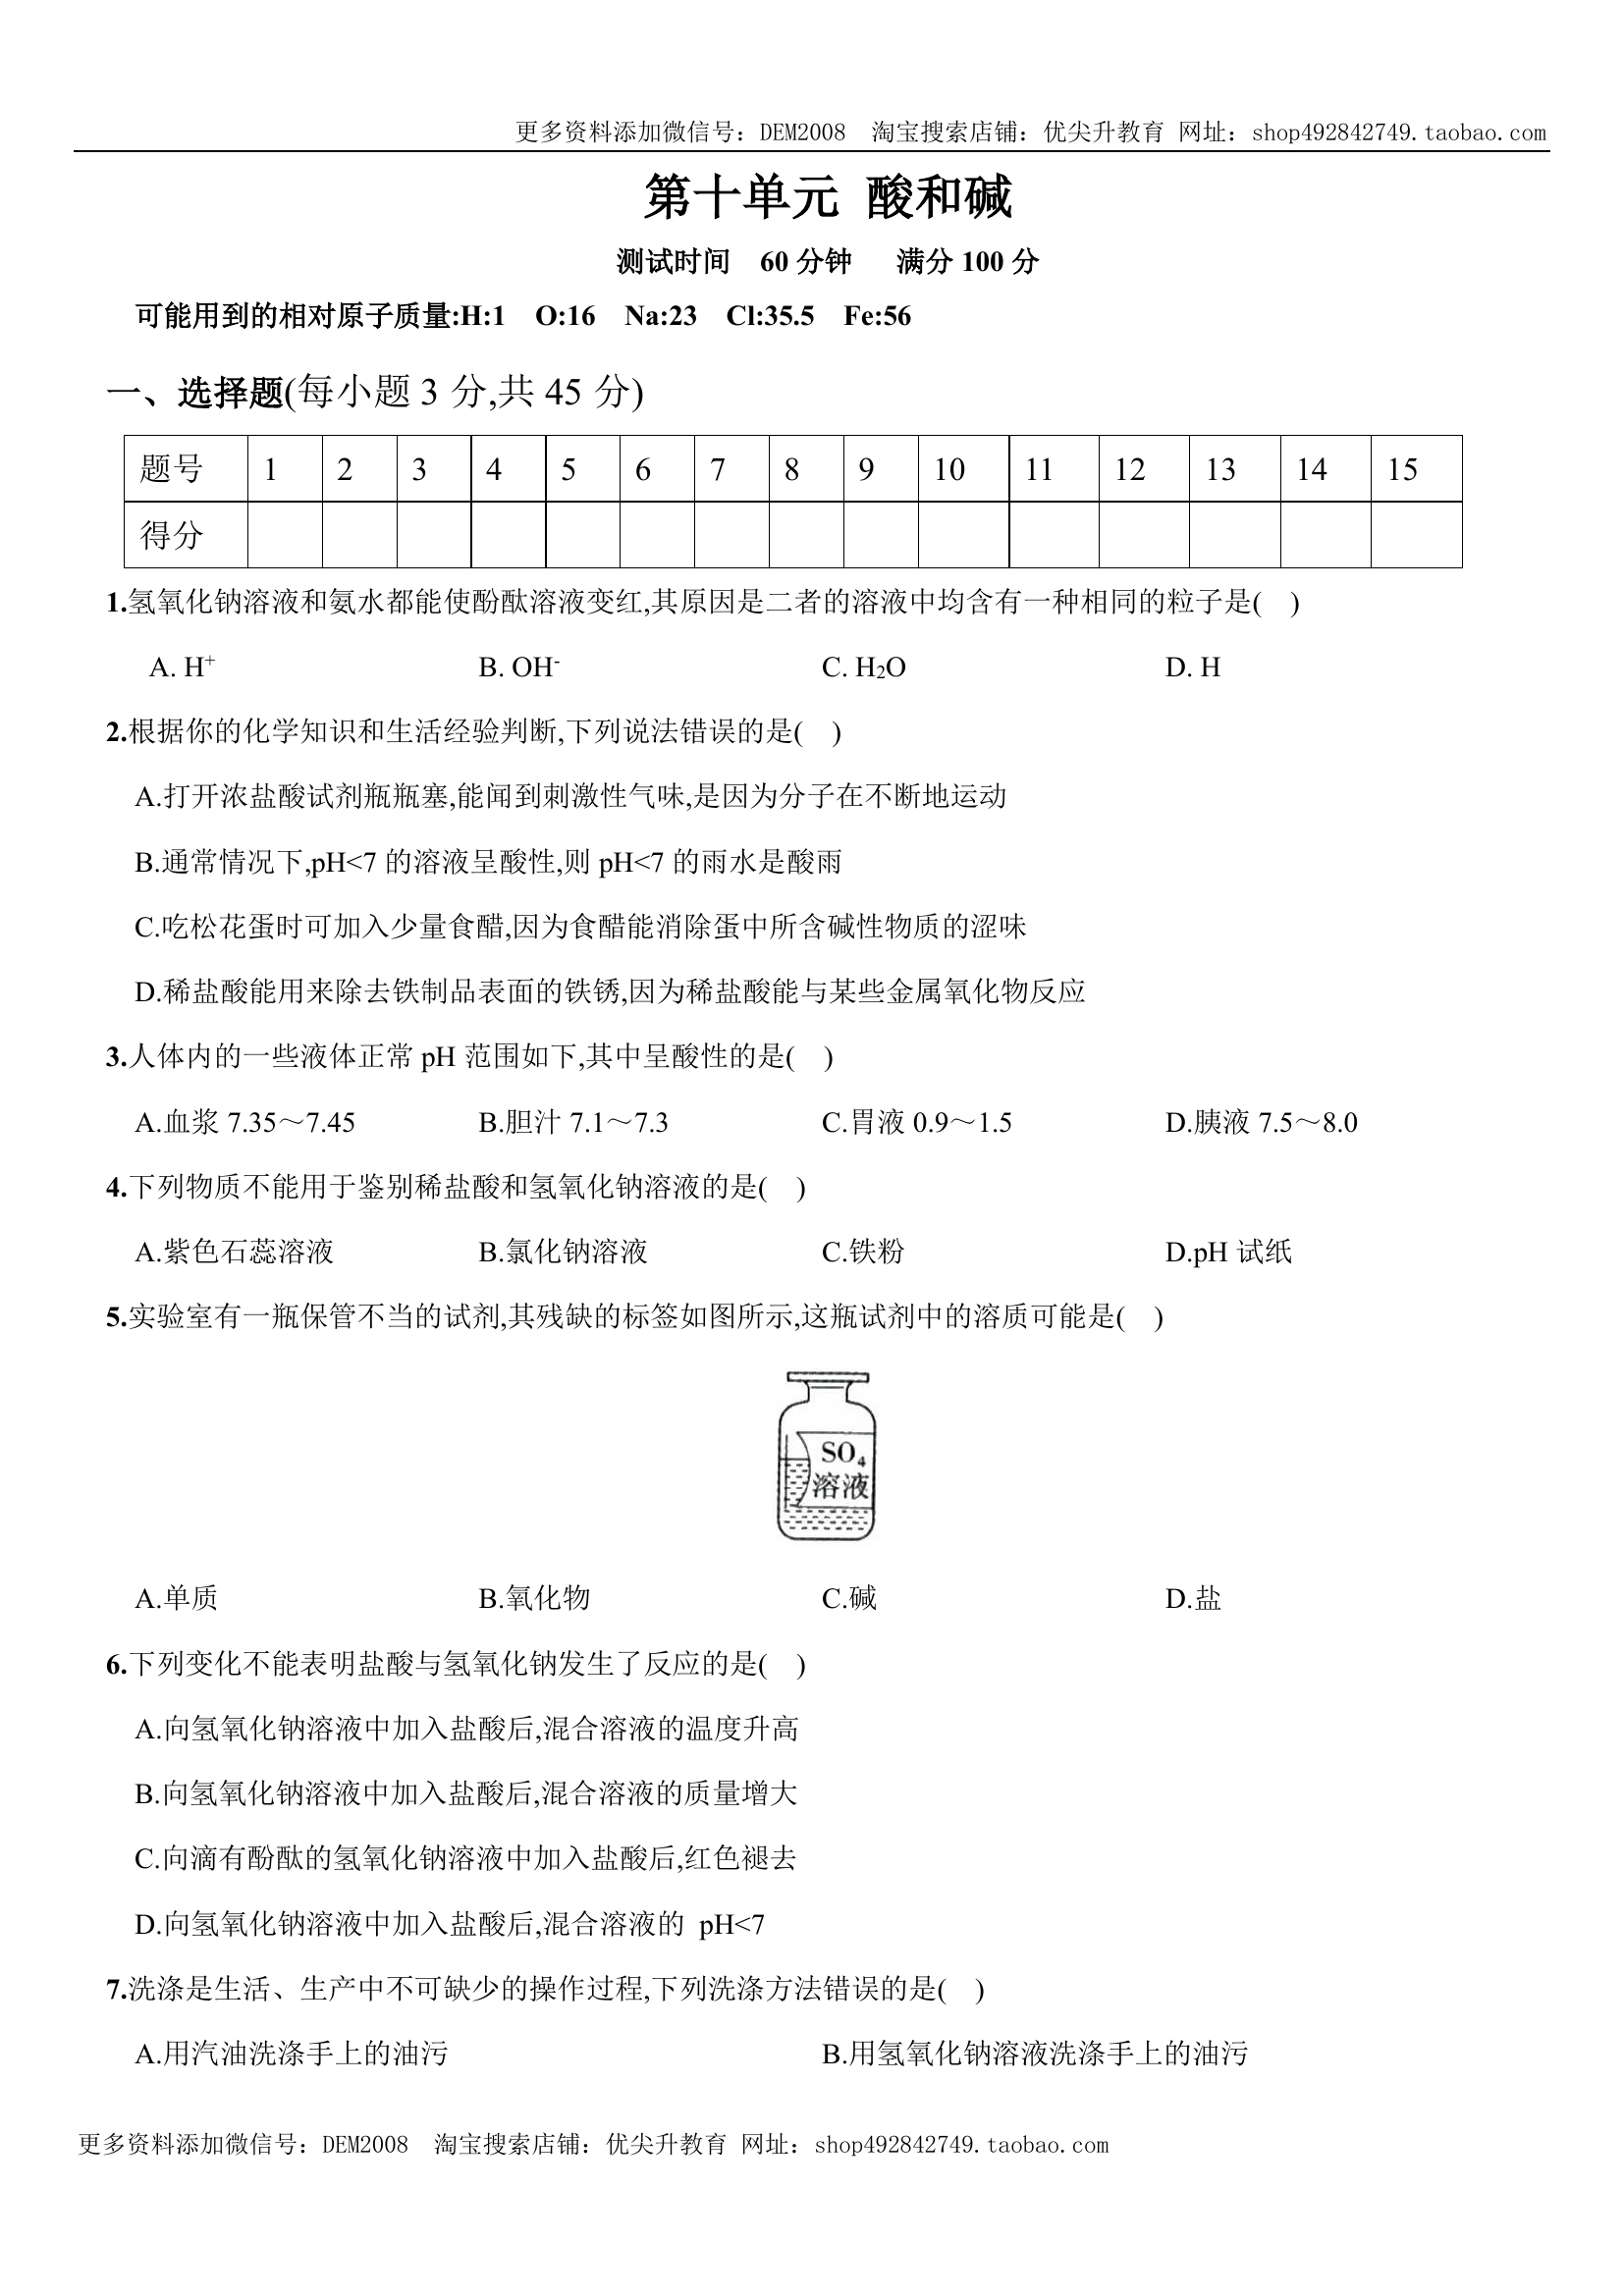 更多资料添加微信号：DEM2008 淘宝搜索店铺：优尖升教育 网址：shop492842749.taobao.com
第十单元 酸和碱
测试时间 60 分钟 满分 100 分
可能用到的相对原子质量:H:1 O:16 Na:23 Cl:35.5 Fe:56
一、选择题(每小题 3 分,共 45 分)
题号 1 2 3 4 5 6 7 8 9 10 11 12 13 14 15
得分
1.氢氧化钠溶液和氨水都能使酚酞溶液变红,其原因是二者的溶液中均含有一种相同的粒子是( )
A. H⁺ B. OH⁻ C. H₂O D. H
2.根据你的化学知识和生活经验判断,下列说法错误的是( )
A.打开浓盐酸试剂瓶瓶塞,能闻到刺激性气味,是因为分子在不断地运动
B.通常情况下,pH<7 的溶液呈酸性,则 pH<7 的雨水是酸雨
C.吃松花蛋时可加入少量食醋,因为食醋能消除蛋中所含碱性物质的涩味
D.稀盐酸能用来除去铁制品表面的铁锈,因为稀盐酸能与某些金属氧化物反应
3.人体内的一些液体正常 pH 范围如下,其中呈酸性的是( )
A.血浆 7.35～7.45 B.胆汁 7.1～7.3 C.胃液 0.9～1.5 D.胰液 7.5～8.0
4.下列物质不能用于鉴别稀盐酸和氢氧化钠溶液的是( )
A.紫色石蕊溶液 B.氯化钠溶液 C.铁粉 D.pH 试纸
5.实验室有一瓶保管不当的试剂,其残缺的标签如图所示,这瓶试剂中的溶质可能是( )
SO₄
溶液
A.单质 B.氧化物 C.碱 D.盐
6.下列变化不能表明盐酸与氢氧化钠发生了反应的是( )
A.向氢氧化钠溶液中加入盐酸后,混合溶液的温度升高
B.向氢氧化钠溶液中加入盐酸后,混合溶液的质量增大
C.向滴有酚酞的氢氧化钠溶液中加入盐酸后,红色褪去
D.向氢氧化钠溶液中加入盐酸后,混合溶液的 pH<7
7.洗涤是生活、生产中不可缺少的操作过程,下列洗涤方法错误的是( )
A.用汽油洗涤手上的油污 B.用氢氧化钠溶液洗涤手上的油污
更多资料添加微信号：DEM2008 淘宝搜索店铺：优尖升教育 网址：shop492842749.taobao.com